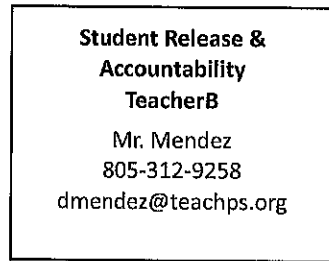 Student Release &
Accountability
TeacherB
Mr. Mendez
805-312-9258
dmendez@teachps.org